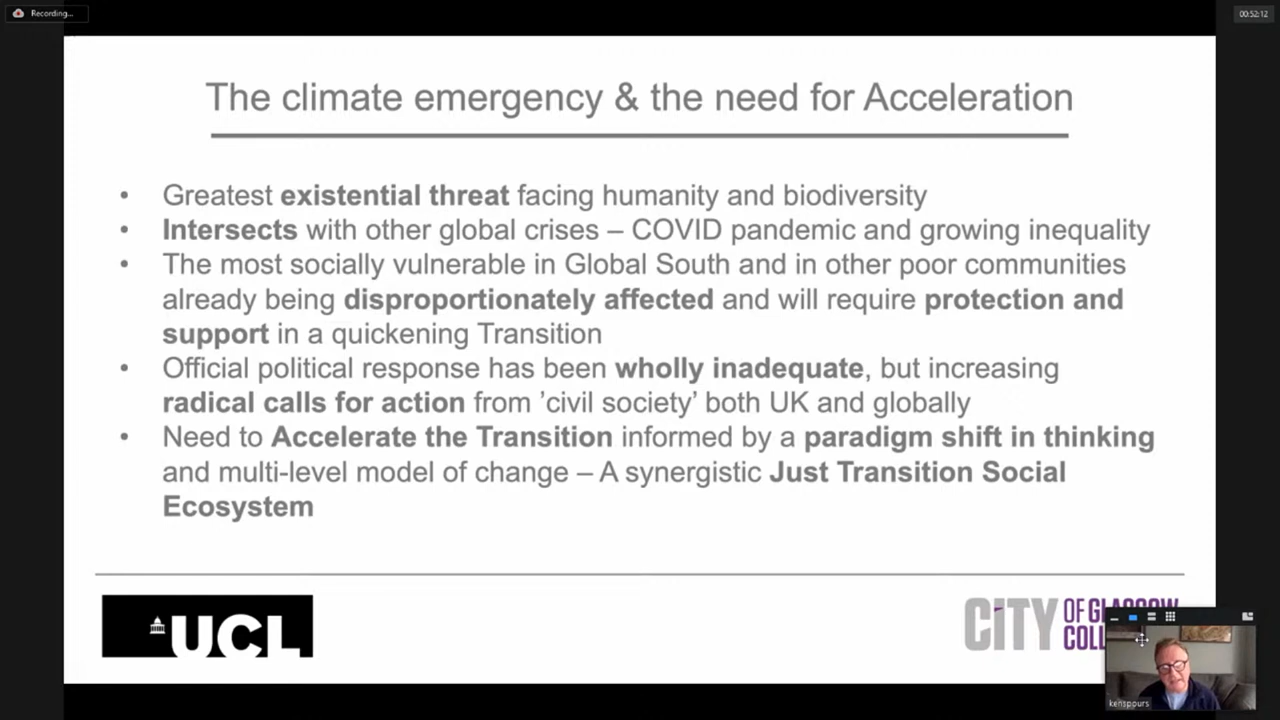 Recording...
00:52:12
The climate emergency & the need for Acceleration
• Greatest existential threat facing humanity and biodiversity
• Intersects with other global crises – COVID pandemic and growing inequality
• The most socially vulnerable in Global South and in other poor communities
already being disproportionately affected and will require protection and
support in a quickening Transition
• Official political response has been wholly inadequate, but increasing
radical calls for action from ’civil society’ both UK and globally
• Need to Accelerate the Transition informed by a paradigm shift in thinking
and multi-level model of change – A synergistic Just Transition Social
Ecosystem
UCL
CITY OF GLASGOW
COLL
kenspours